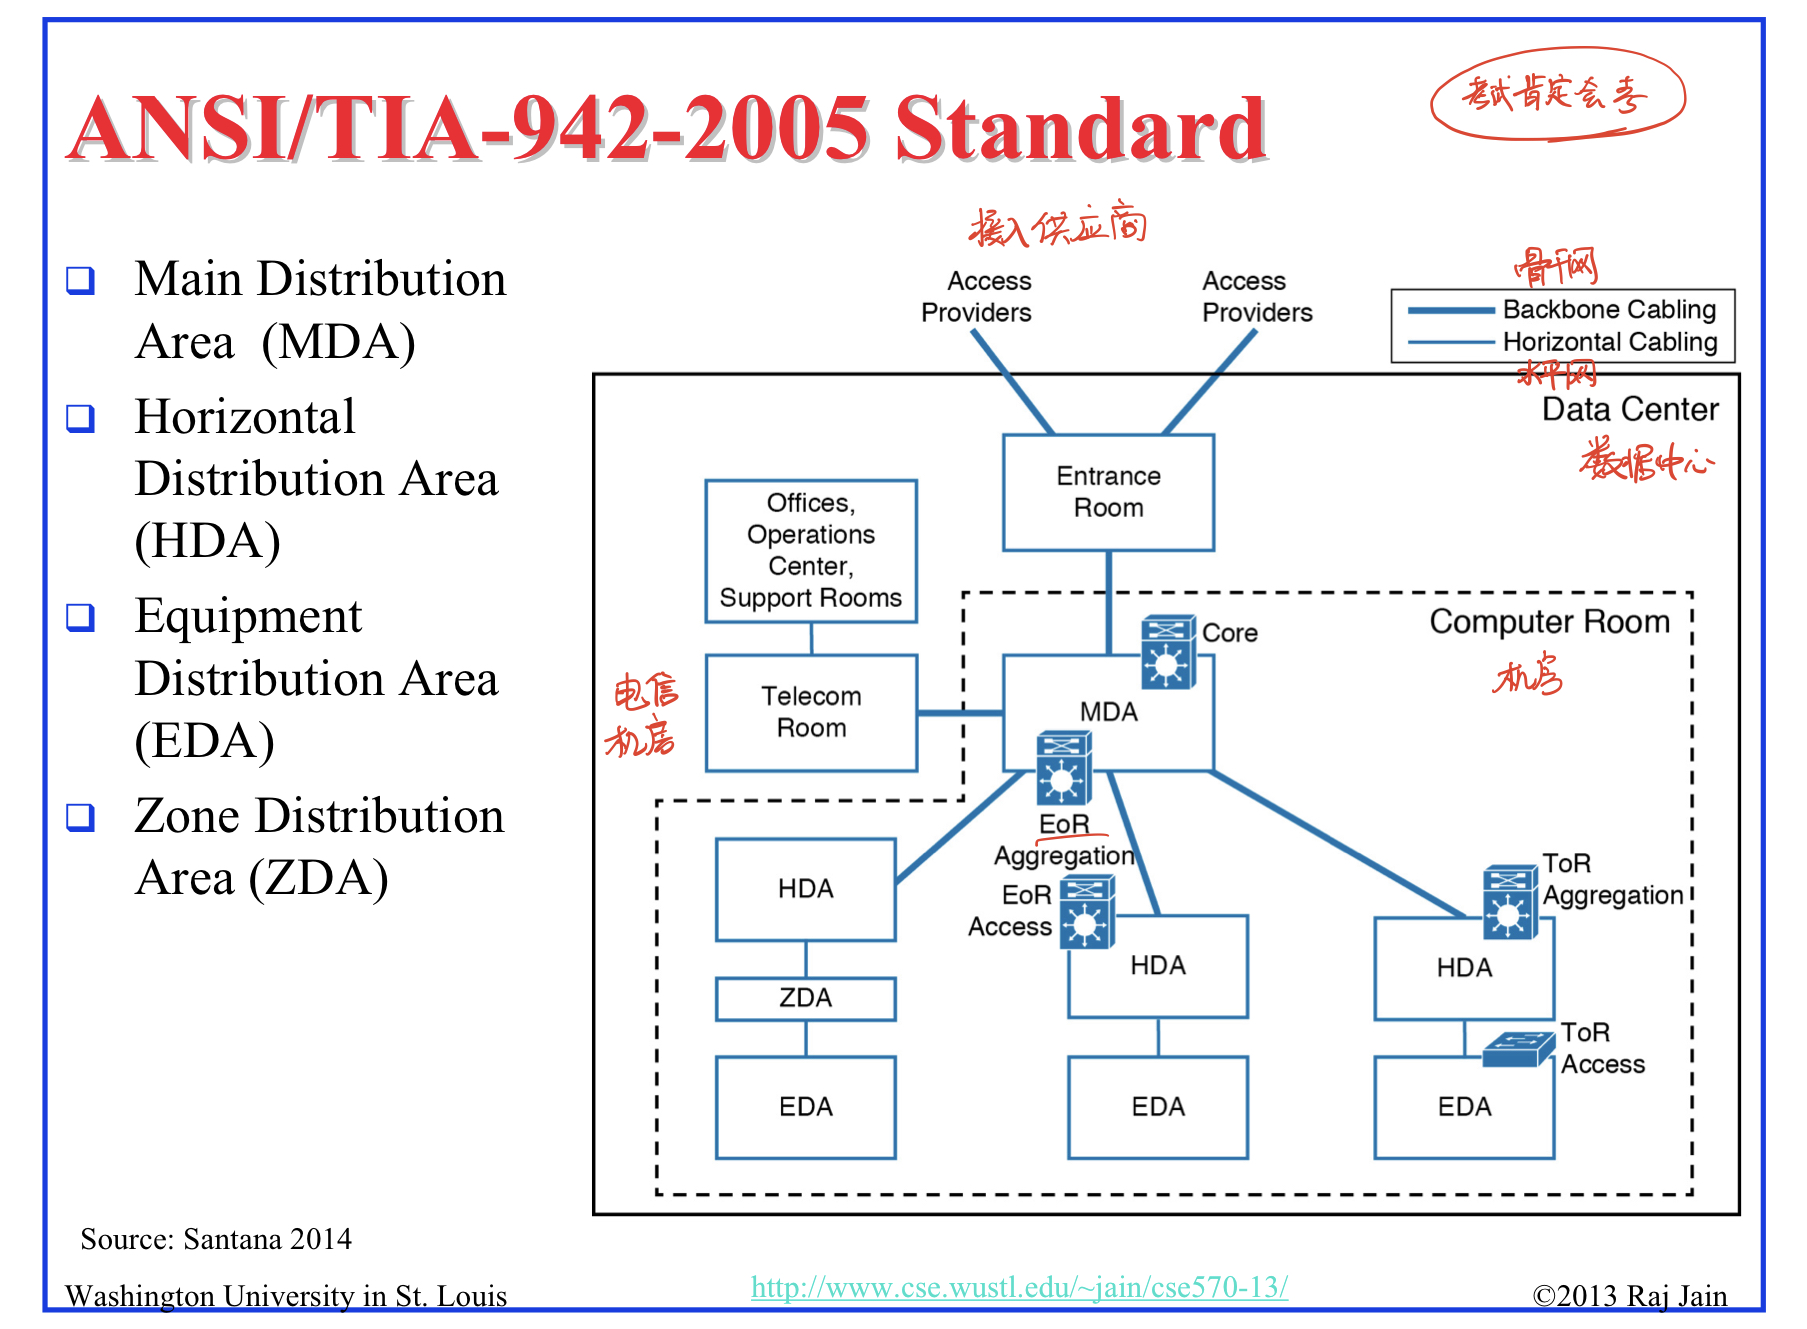 ANSI/TIA-942-2005 Standard
考试肯定会考
Main Distribution
Area (MDA)
Horizontal
Distribution Area
(HDA)
Equipment
Distribution Area
(EDA)
Zone Distribution
Area (ZDA)
接入供应商
Access
Providers
Access
Providers
骨干网
Backbone Cabling
Horizontal Cabling
水平网
Data Center
数据中心
Entrance
Room
Offices,
Operations
Center,
Support Rooms
Computer Room
机房
Core
电信
机房
Telecom
Room
MDA
EoR
Aggregation
HDA
EoR
Access
HDA
ToR
Aggregation
HDA
ZDA
ToR
Access
EDA
EDA
EDA
Source: Santana 2014
Washington University in St. Louis
http://www.cse.wustl.edu/~jain/cse570-13/
©2013 Raj Jain